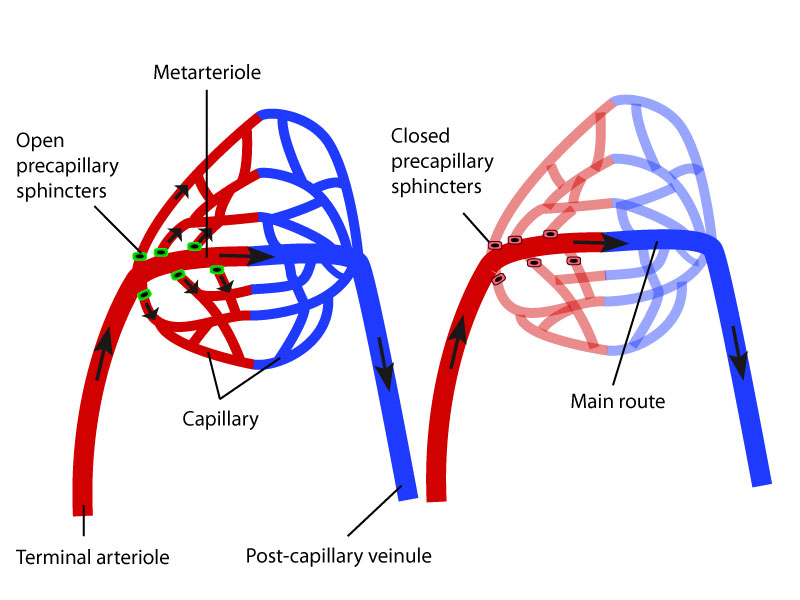 Metarteriole
Open
precapillary
sphincters
Closed
precapillary
sphincters
Capillary
Main route
Terminal arteriole
Post-capillary veinule